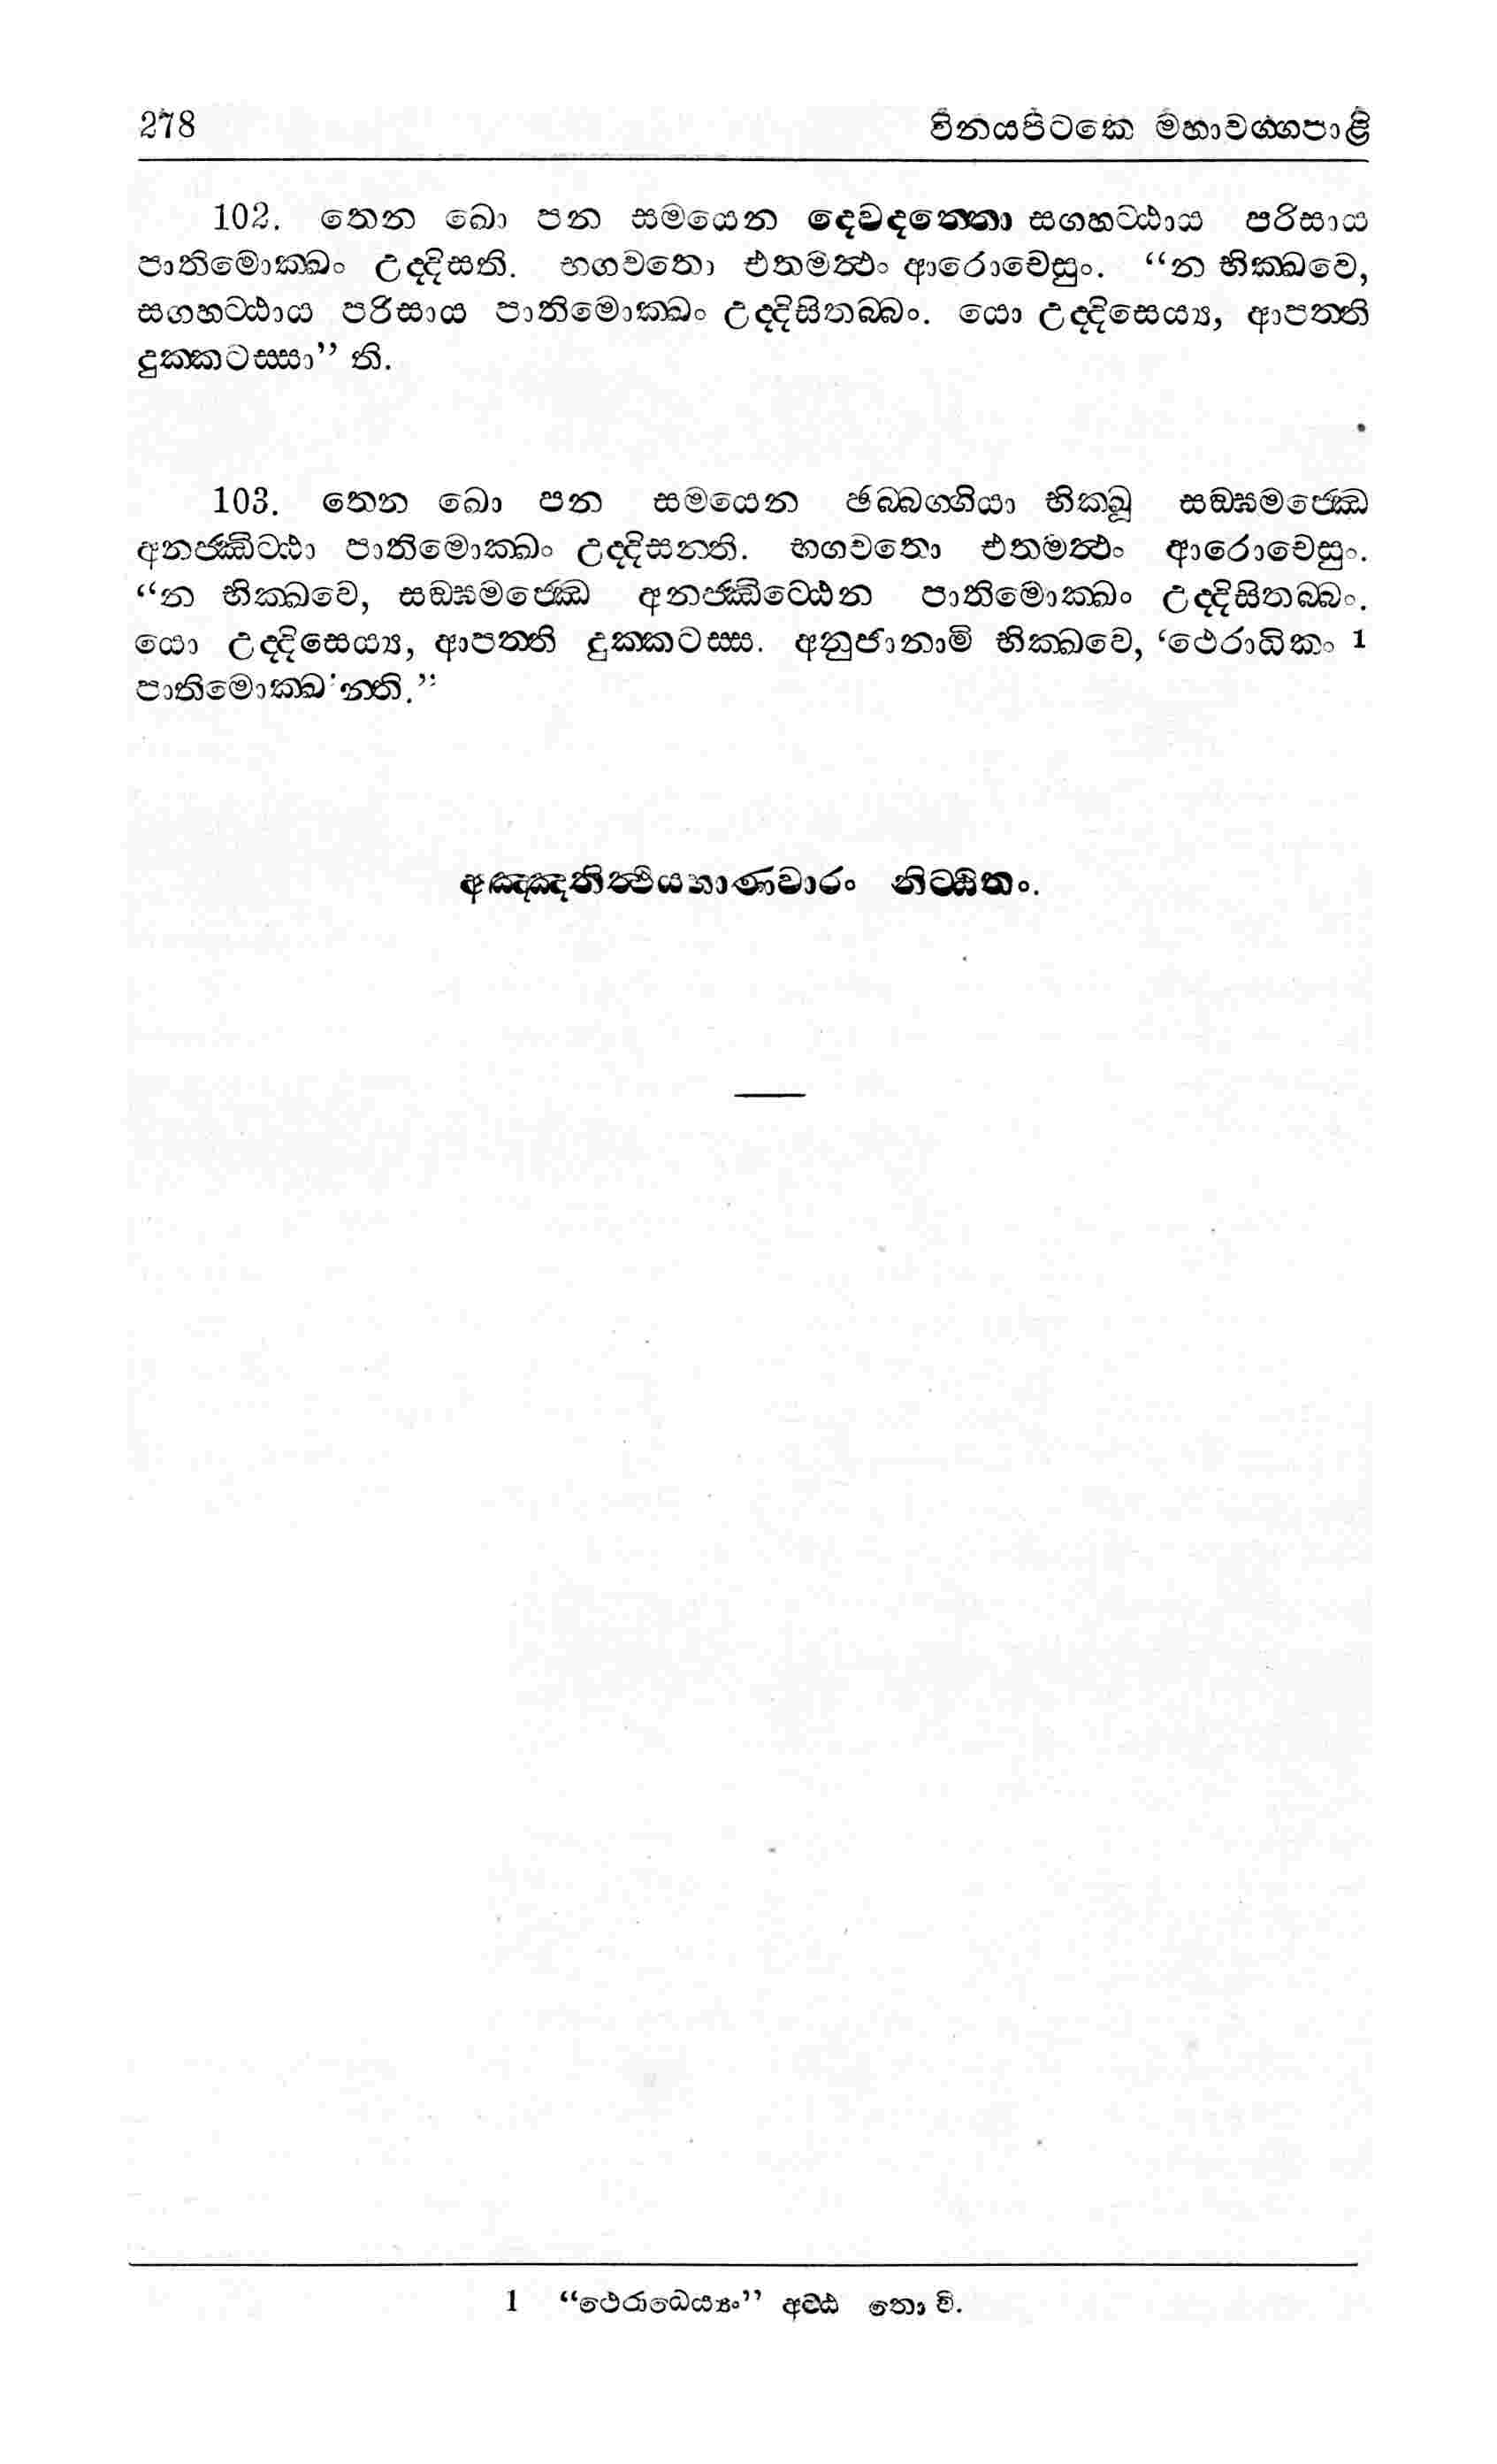 278 විනයපිටකෙ මහාවග්ගපාළි
102. තෙන ඛො පන සමයෙන දෙවදත්තො සගහට්ඨාය පරිසාය
පාතිමොක්ඛං උද්දිසති. භගවතො එතමත්ථං ආරොචෙසුං. “න භික්ඛවෙ,
සගහට්ඨාය පරිසාය පාතිමොක්ඛං උද්දිසිතබ්බං. යො උද්දිසෙය්‍ය, ආපත්ති
දුක්කටස්සා” ති.
103. තෙන ඛො පන සමයෙන ඡබ්බග්ගියා භික්ඛූ සඞ්ඝමජ්ඣෙ
අනජ්ඣිට්ඨා පාතිමොක්ඛං උද්දිසන්ති. භගවතො එතමත්ථං ආරොචෙසුං.
“න භික්ඛවෙ, සඞ්ඝමජ්ඣෙ අනජ්ඣිට්ඨෙන පාතිමොක්ඛං උද්දිසිතබ්බං.
යො උද්දිසෙය්‍ය, ආපත්ති දුක්කටස්ස. අනුජානාමි භික්ඛවෙ, ‘ථෙරාධිකං 1
පාතිමොක්ඛ’න්ති.”
අඤ්ඤතිත්ථියභාණවාරං නිට්ඨිතං.
1 “ථෙරාධෙය්‍යං” අට්ඨ තො වි.